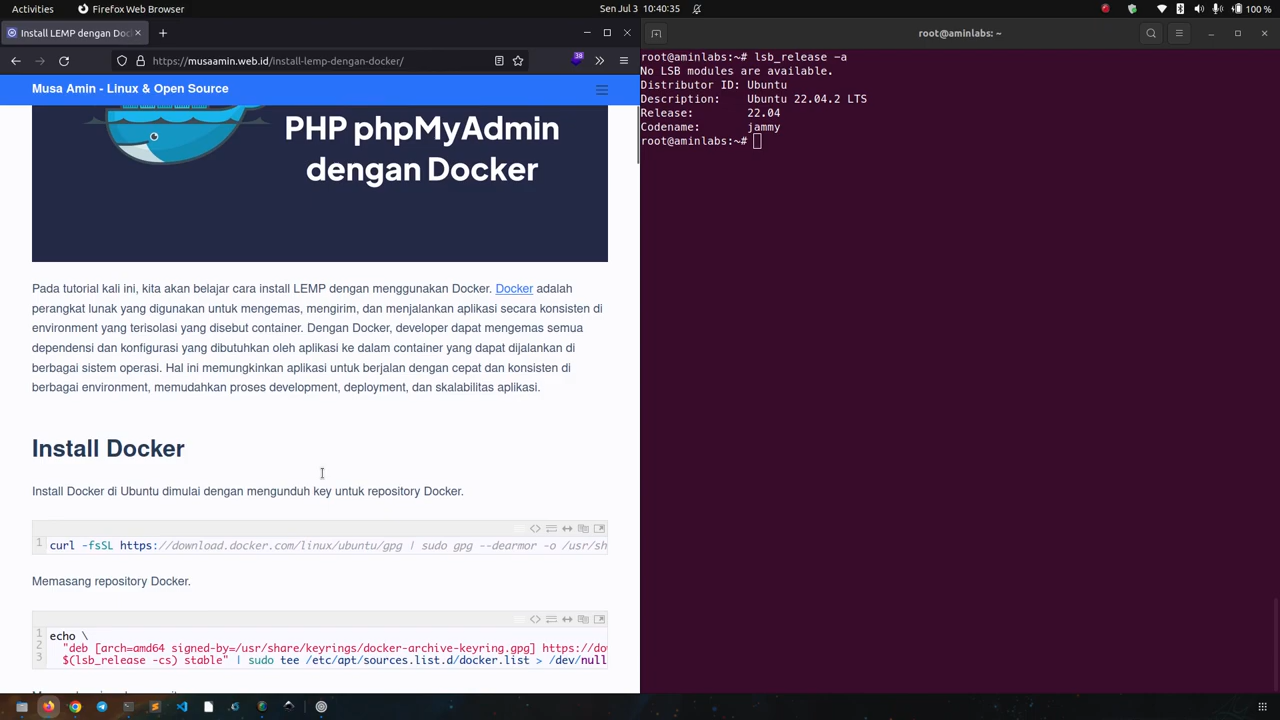 Activities
Firefox Web Browser
Sen Jul 3 10:40:35
100 %
Install LEMP dengan Doc
https://musaamin.web.id/install-lemp-dengan-docker/
38
Musa Amin - Linux & Open Source
PHP phpMyAdmin
dengan Docker
Pada tutorial kali ini, kita akan belajar cara install LEMP dengan menggunakan Docker. Docker adalah
perangkat lunak yang digunakan untuk mengemas, mengirim, dan menjalankan aplikasi secara konsisten di
environment yang terisolasi yang disebut container. Dengan Docker, developer dapat mengemas semua
dependensi dan konfigurasi yang dibutuhkan oleh aplikasi ke dalam container yang dapat dijalankan di
berbagai sistem operasi. Hal ini memungkinkan aplikasi untuk berjalan dengan cepat dan konsisten di
berbagai environment, memudahkan proses development, deployment, dan skalabilitas aplikasi.
Install Docker
Install Docker di Ubuntu dimulai dengan mengunduh key untuk repository Docker.
1 curl -fsSL https://download.docker.com/linux/ubuntu/gpg | sudo gpg --dearmor -o /usr/sh
Memasang repository Docker.
1 echo \
2 "deb [arch=amd64 signed-by=/usr/share/keyrings/docker-archive-keyring.gpg] https://do
3 $(lsb_release -cs) stable" | sudo tee /etc/apt/sources.list.d/docker.list > /dev/null
root@aminlabs: ~
root@aminlabs:~# lsb_release -a
No LSB modules are available.
Distributor ID: Ubuntu
Description: Ubuntu 22.04.2 LTS
Release: 22.04
Codename: jammy
root@aminlabs:~#